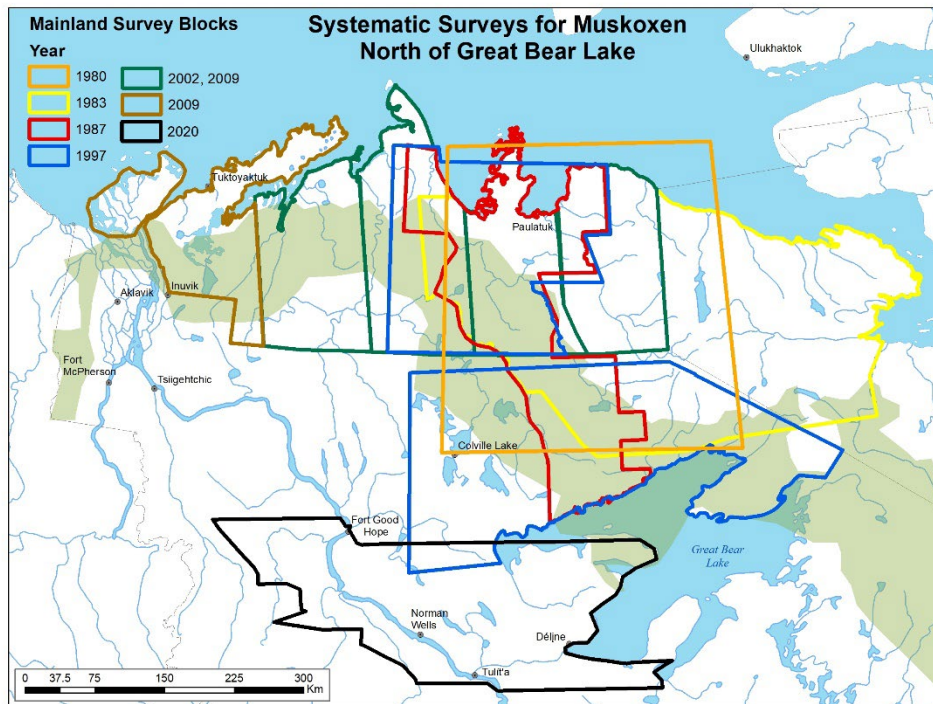 Systematic Surveys for Muskoxen
North of Great Bear Lake
Mainland Survey Blocks
Year
1980
1983
1987
1997
2002, 2009
2009
2020
Ulukhaktok
Tuktoyaktuk
Paulatuk
Inuvik
Aklavik
Fort
McPherson
Tsiigehtchic
Colville Lake
Fort Good
Hope
Great Bear
Lake
Norman
Wells
Déljne
Tulít'a
0 37.5 75 150 225 300
Km